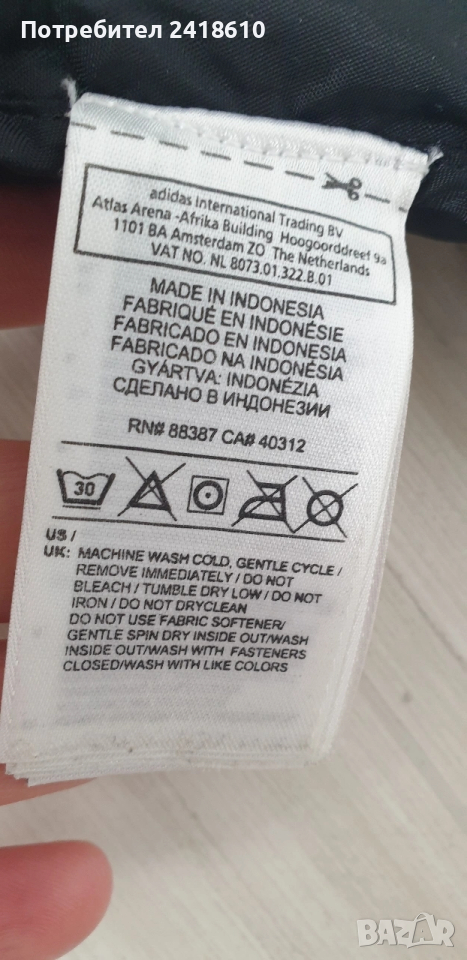 Потребител 2418610
adidas International Trading BV
Atlas Arena -Afrika Building Hoogoorddreef 9a
1101 BA Amsterdam ZO The Netherlands
VAT NO. NL 8073.01.322.B.01
MADE IN INDONESIA
FABRIQUÉ EN INDONÉSIE
FABRICADO EN INDONESIA
FABRICADO NA INDONÉSIA
GYÁRTVA: INDONÉZIA
СДЕЛАНО В ИНДОНЕЗИИ
RN# 88387 CA# 40312
30
US /
UK: MACHINE WASH COLD, GENTLE CYCLE /
REMOVE IMMEDIATELY / DO NOT
BLEACH / TUMBLE DRY LOW / DO NOT
IRON / DO NOT DRYCLEAN
DO NOT USE FABRIC SOFTENER/
GENTLE SPIN DRY INSIDE OUT/WASH
INSIDE OUT/WASH WITH FASTENERS
CLOSED/WASH WITH LIKE COLORS
BAZAR